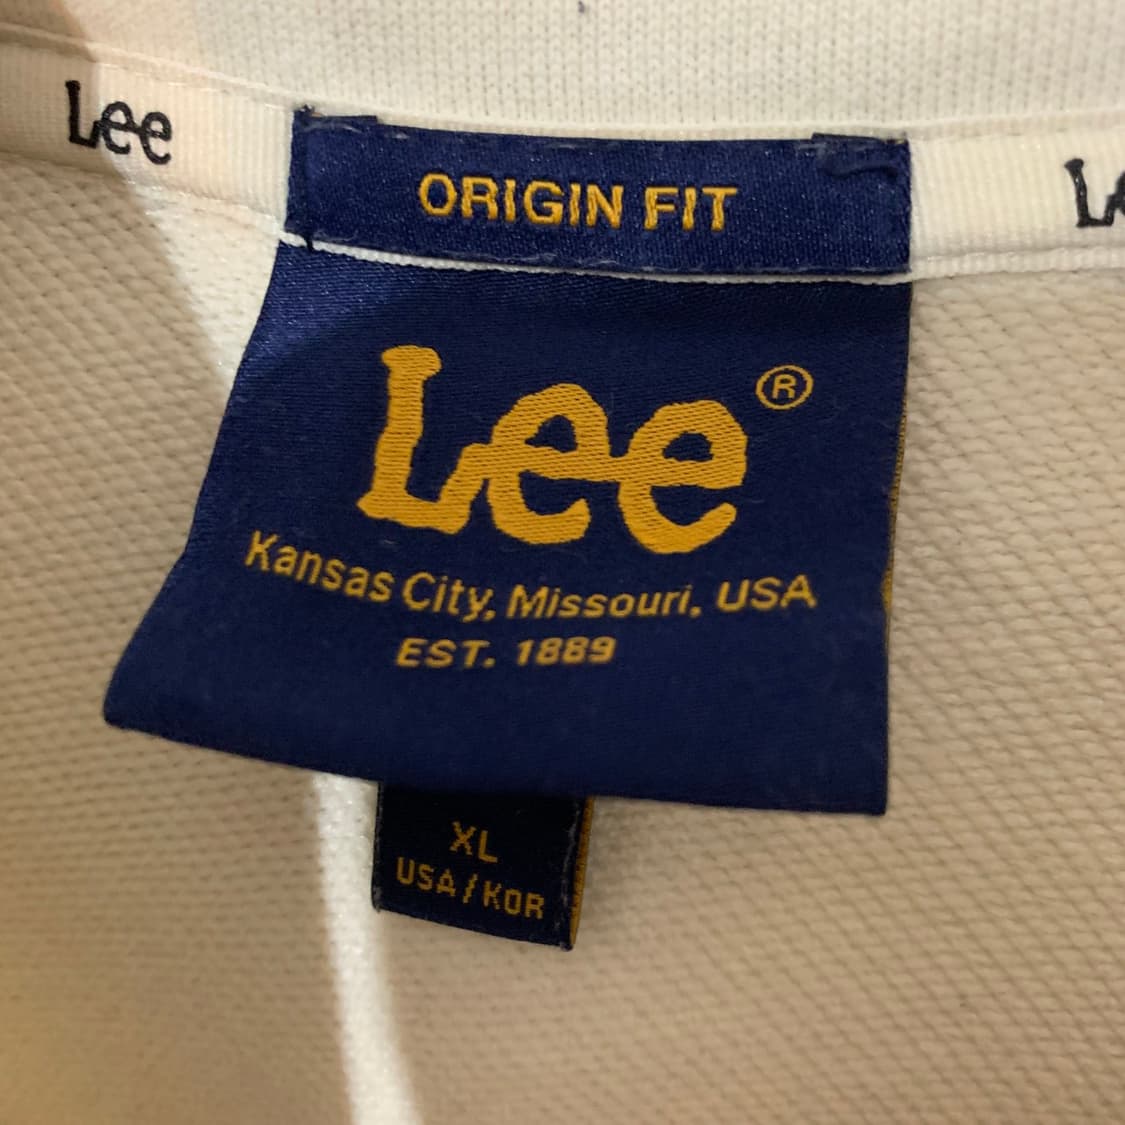 Lee
ORIGIN FIT
Lee®
Kansas City, Missouri, USA
EST. 1889
XL
USA/KOR